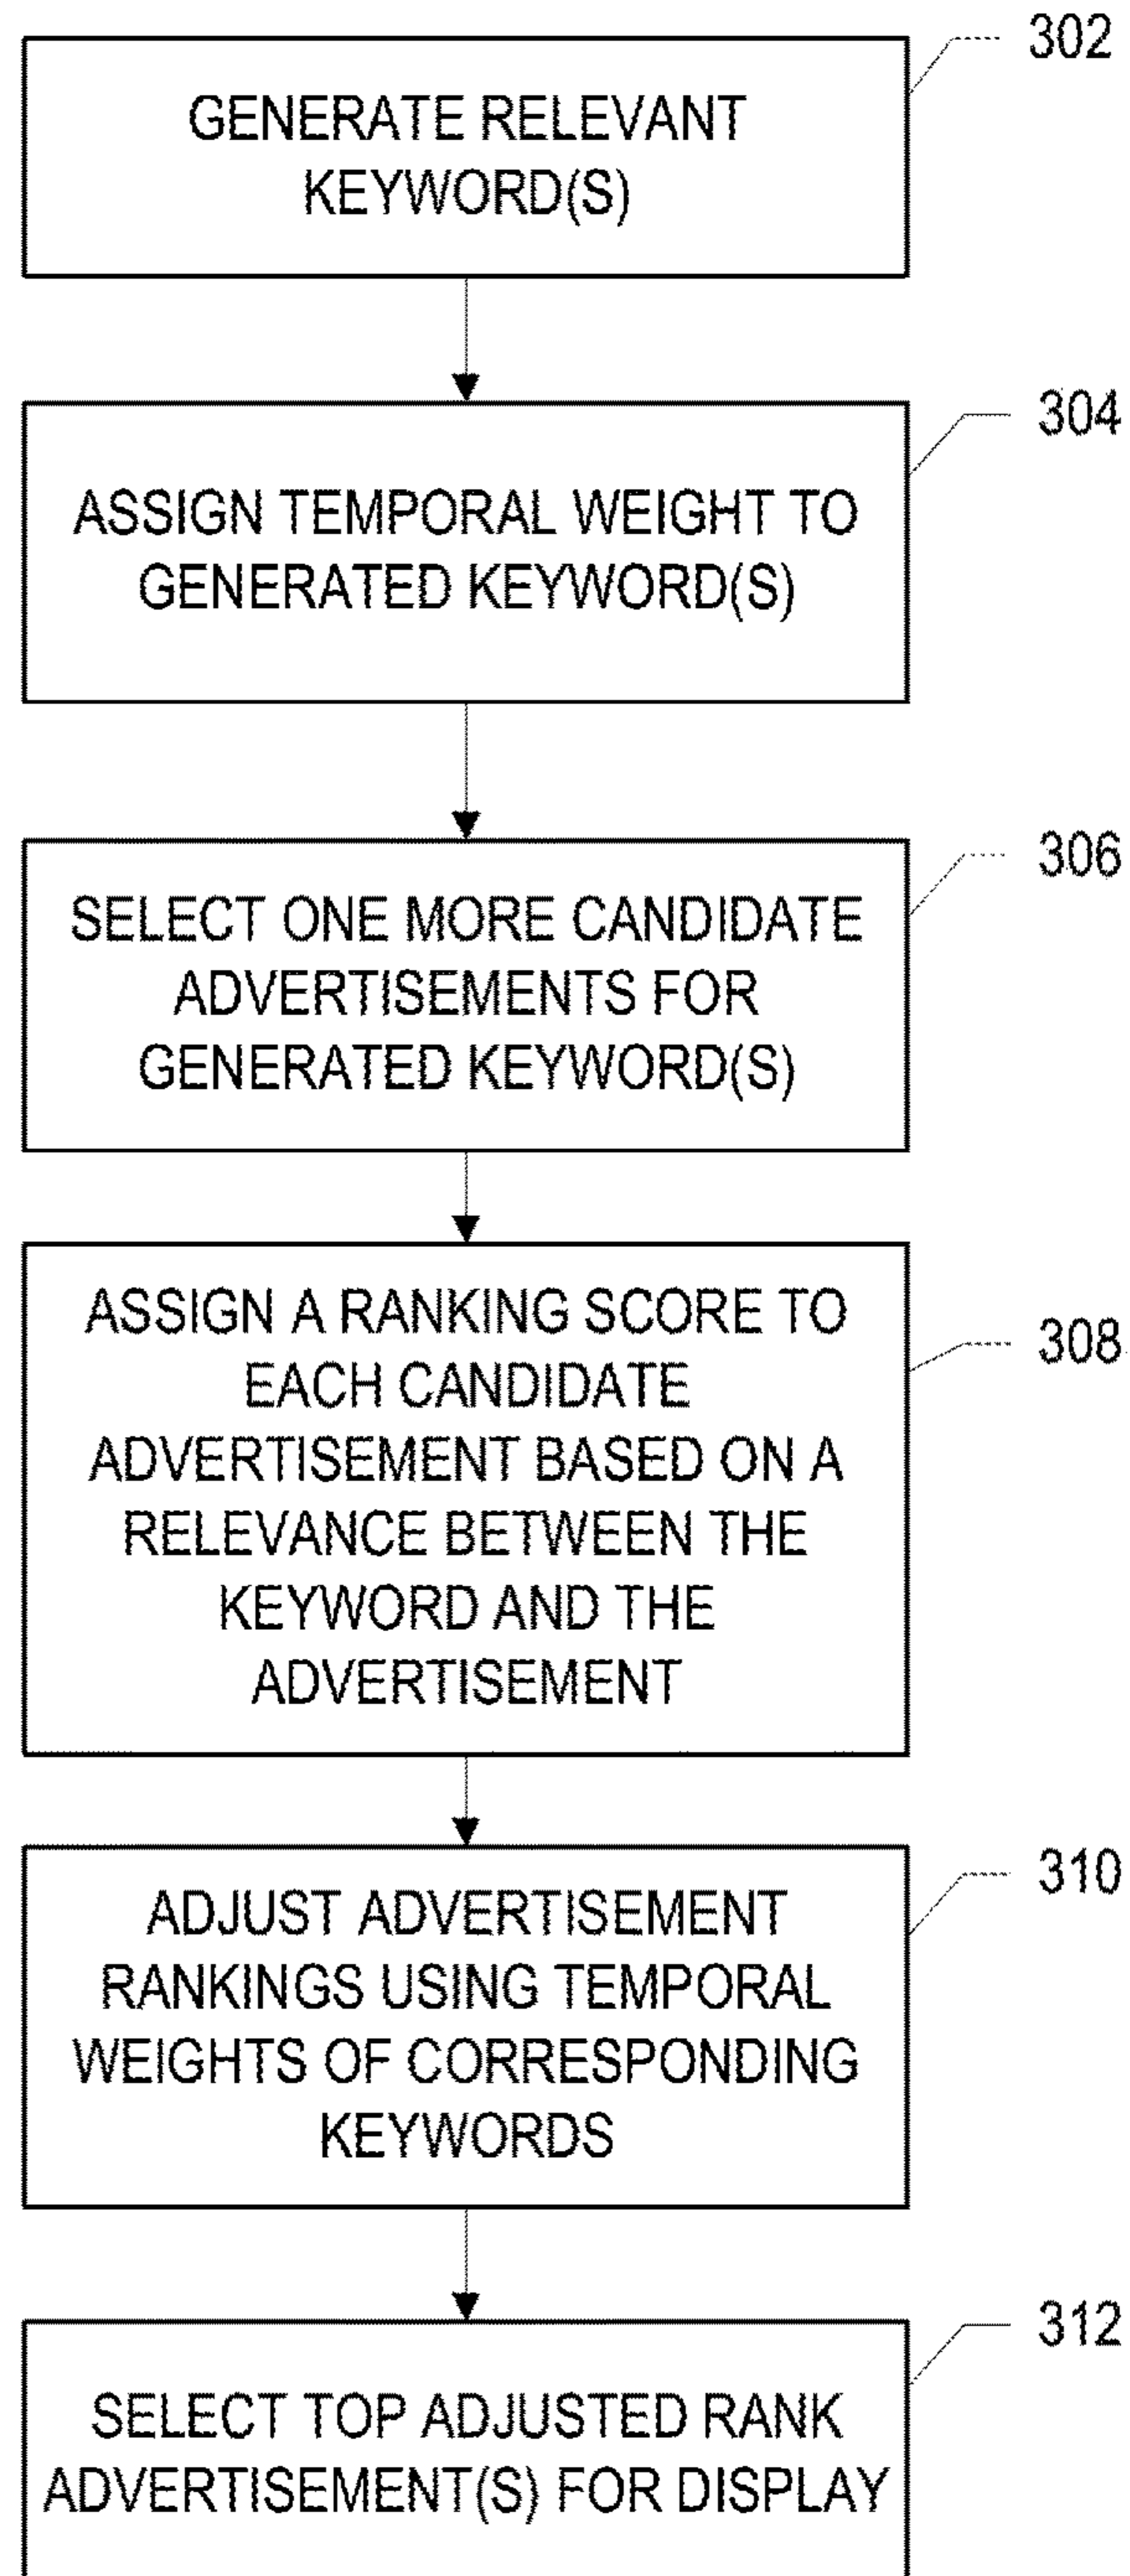 302
GENERATE RELEVANT
KEYWORD(S)
304
ASSIGN TEMPORAL WEIGHT TO
GENERATED KEYWORD(S)
306
SELECT ONE MORE CANDIDATE
ADVERTISEMENTS FOR
GENERATED KEYWORD(S)
308
ASSIGN A RANKING SCORE TO
EACH CANDIDATE
ADVERTISEMENT BASED ON A
RELEVANCE BETWEEN THE
KEYWORD AND THE
ADVERTISEMENT
310
ADJUST ADVERTISEMENT
RANKINGS USING TEMPORAL
WEIGHTS OF CORRESPONDING
KEYWORDS
312
SELECT TOP ADJUSTED RANK
ADVERTISEMENT(S) FOR DISPLAY